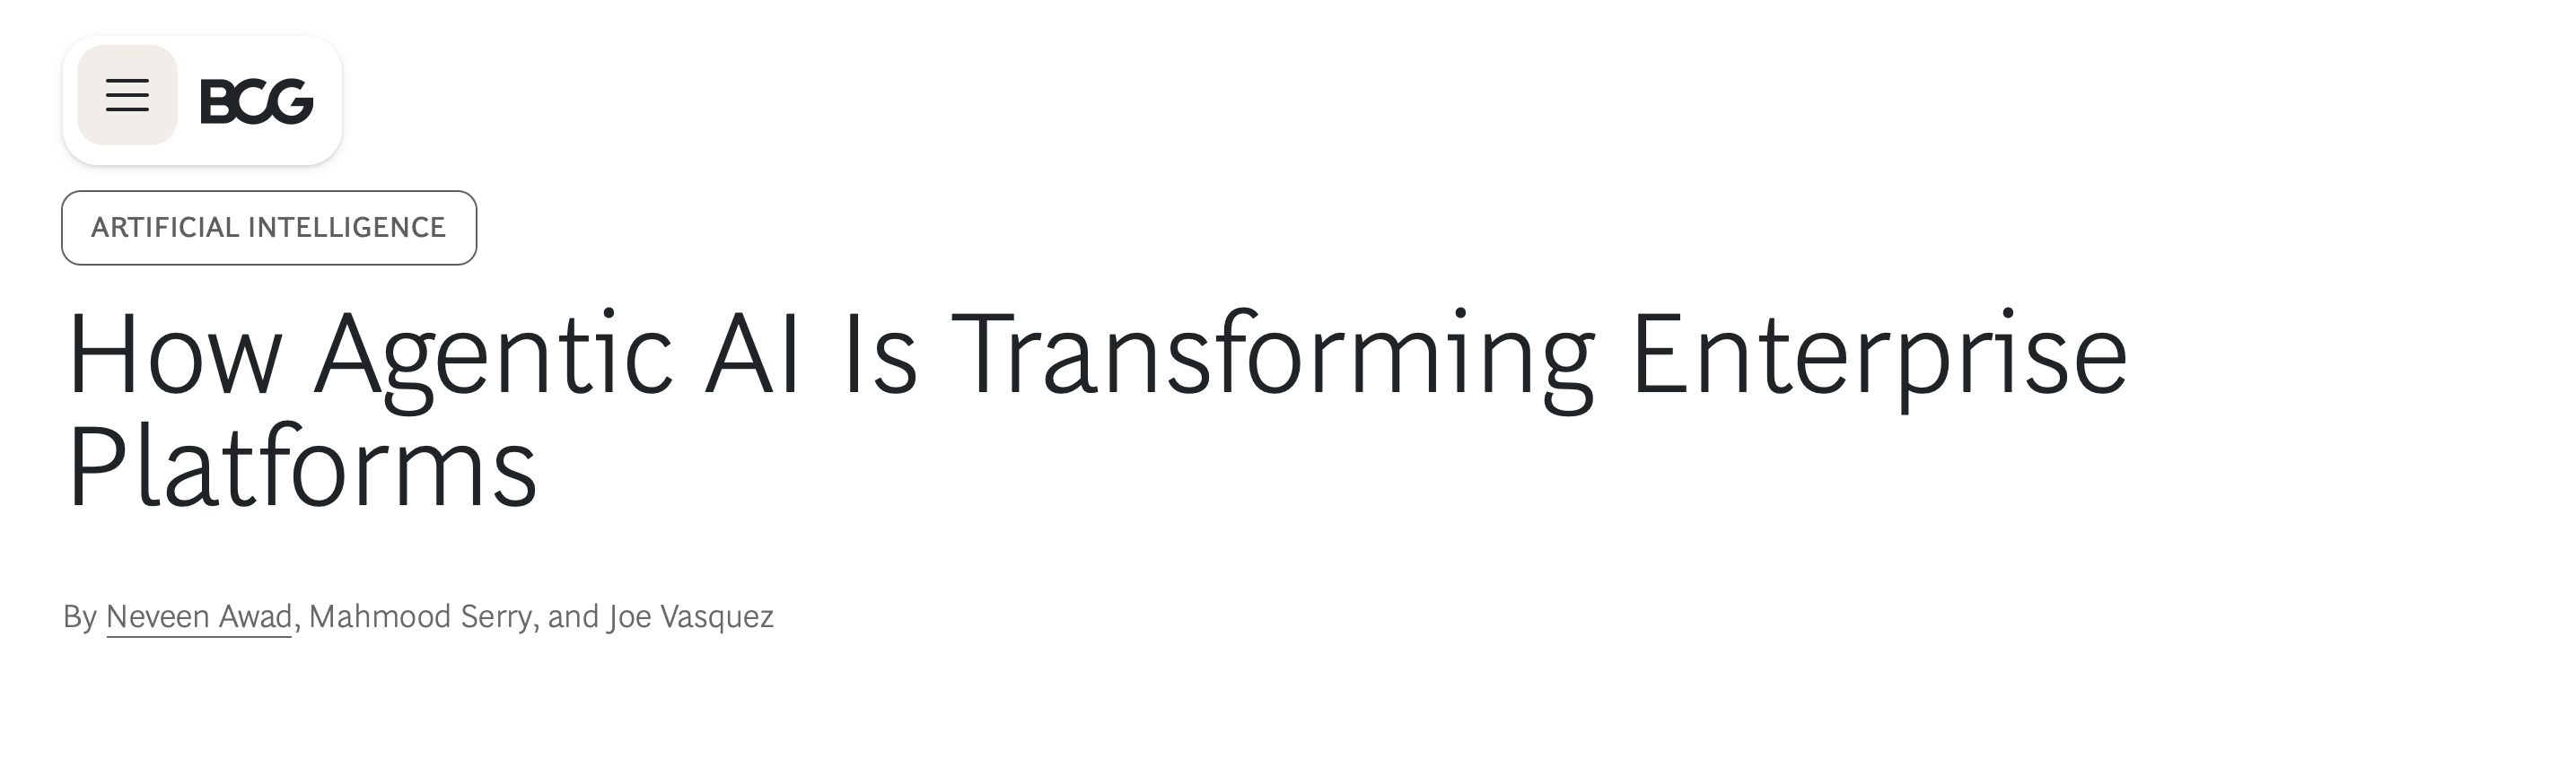 BCG
ARTIFICIAL INTELLIGENCE
How Agentic AI Is Transforming Enterprise
Platforms
By Neveen Awad, Mahmood Serry, and Joe Vasquez